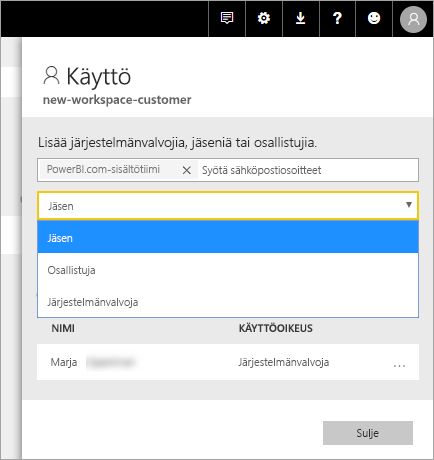 Käyttö
new-workspace-customer
Lisää järjestelmänvalvojia, jäseniä tai osallistujia.
PowerBI.com-sisältötiimi × Syötä sähköpostiosoitteet
Jäsen
Jäsen
Osallistuja
Järjestelmänvalvoja
NIMI KÄYTTÖOIKEUS
Marja Järjestelmänvalvoja ...
Sulje